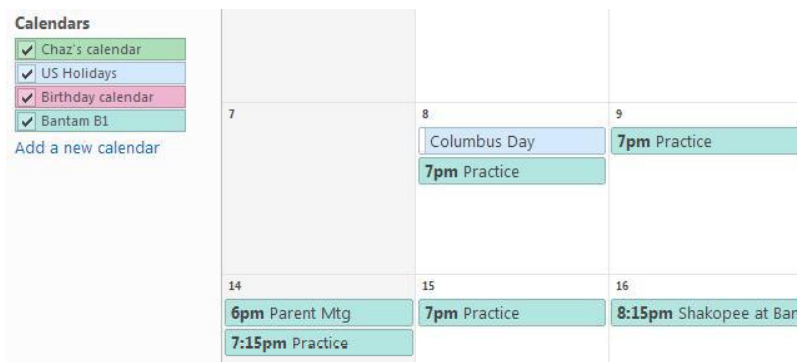 Calendars
Chaz's calendar
US Holidays
Birthday calendar
Bantam B1
Add a new calendar
7
8
9
Columbus Day
7pm Practice
7pm Practice
14
15
16
6pm Parent Mtg
7pm Practice
8:15pm Shakopee at Ban
7:15pm Practice